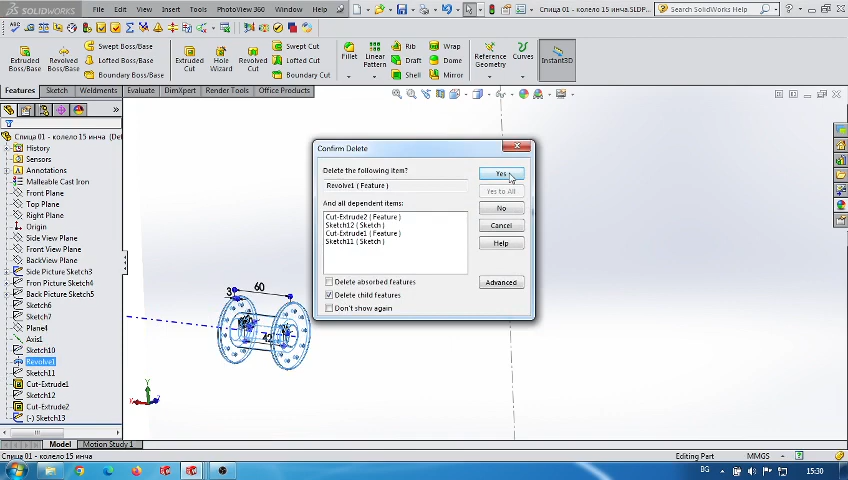 SOLIDWORKS File Edit View Insert Tools PhotoView 360 Window Help Спица 01 - колело 15 инча.SLDP... Search SolidWorks Help
Extruded Boss/Base
Revolved Boss/Base
Swept Boss/Base
Lofted Boss/Base
Boundary Boss/Base
Extruded Cut
Hole Wizard
Revolved Cut
Swept Cut
Lofted Cut
Boundary Cut
Fillet
Linear Pattern
Rib
Draft
Shell
Wrap
Dome
Mirror
Reference Geometry
Curves
Instant3D
Features Sketch Weldments Evaluate DimXpert Render Tools Office Products
Спица 01 - колело 15 инча (De
History
Sensors
Annotations
Malleable Cast Iron
Front Plane
Top Plane
Right Plane
Origin
Side View Plane
Front View Plane
BackView Plane
Side Picture Sketch3
Fron Picture Sketch4
Back Picture Sketch5
Sketch6
Sketch7
Plane4
Axis1
Sketch10
Revolve1
Sketch11
Cut-Extrude1
Sketch12
Cut-Extrude2
(-) Sketch13
Confirm Delete
Delete the following item?
Revolve1 ( Feature )
And all dependent items:
Cut-Extrude2 ( Feature )
Sketch12 ( Sketch )
Cut-Extrude1 ( Feature )
Sketch11 ( Sketch )
Delete absorbed features
Delete child features
Don't show again
Yes
Yes to All
No
Cancel
Help
Advanced
3 60
42
Y
X
Z
Model Motion Study 1
Спица 01 - колело 15 инча Editing Part MMGS
BG 15:30